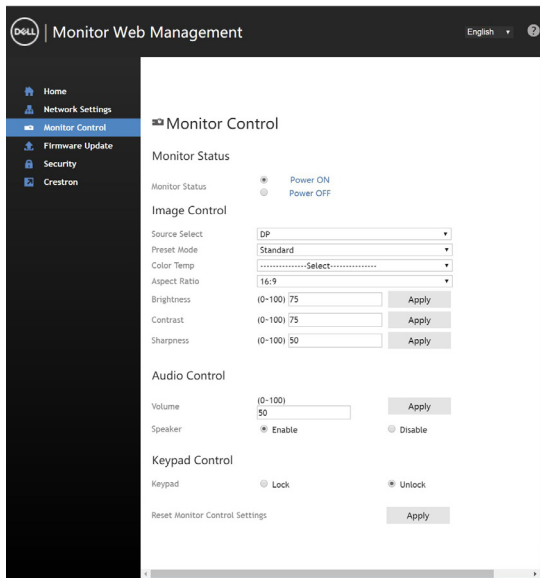 DELL
Monitor Web Management
English
?
Home
Network Settings
Monitor Control
Firmware Update
Security
Crestron
Monitor Control
Monitor Status
Monitor Status
Power ON
Power OFF
Image Control
Source Select DP
Preset Mode Standard
Color Temp ---------------Select---------------
Aspect Ratio 16:9
Brightness (0~100) 75 Apply
Contrast (0~100) 75 Apply
Sharpness (0~100) 50 Apply
Audio Control
(0~100)
Volume 50 Apply
Speaker Enable Disable
Keypad Control
Keypad Lock Unlock
Reset Monitor Control Settings Apply